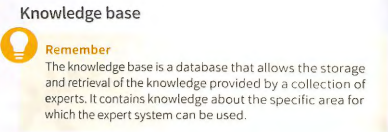 Knowledge base
Remember
The knowledge base is a database that allows the storage
and retrieval of the knowledge provided by a collection of
experts. It contains knowledge about the specific area for
which the expert system can be used.